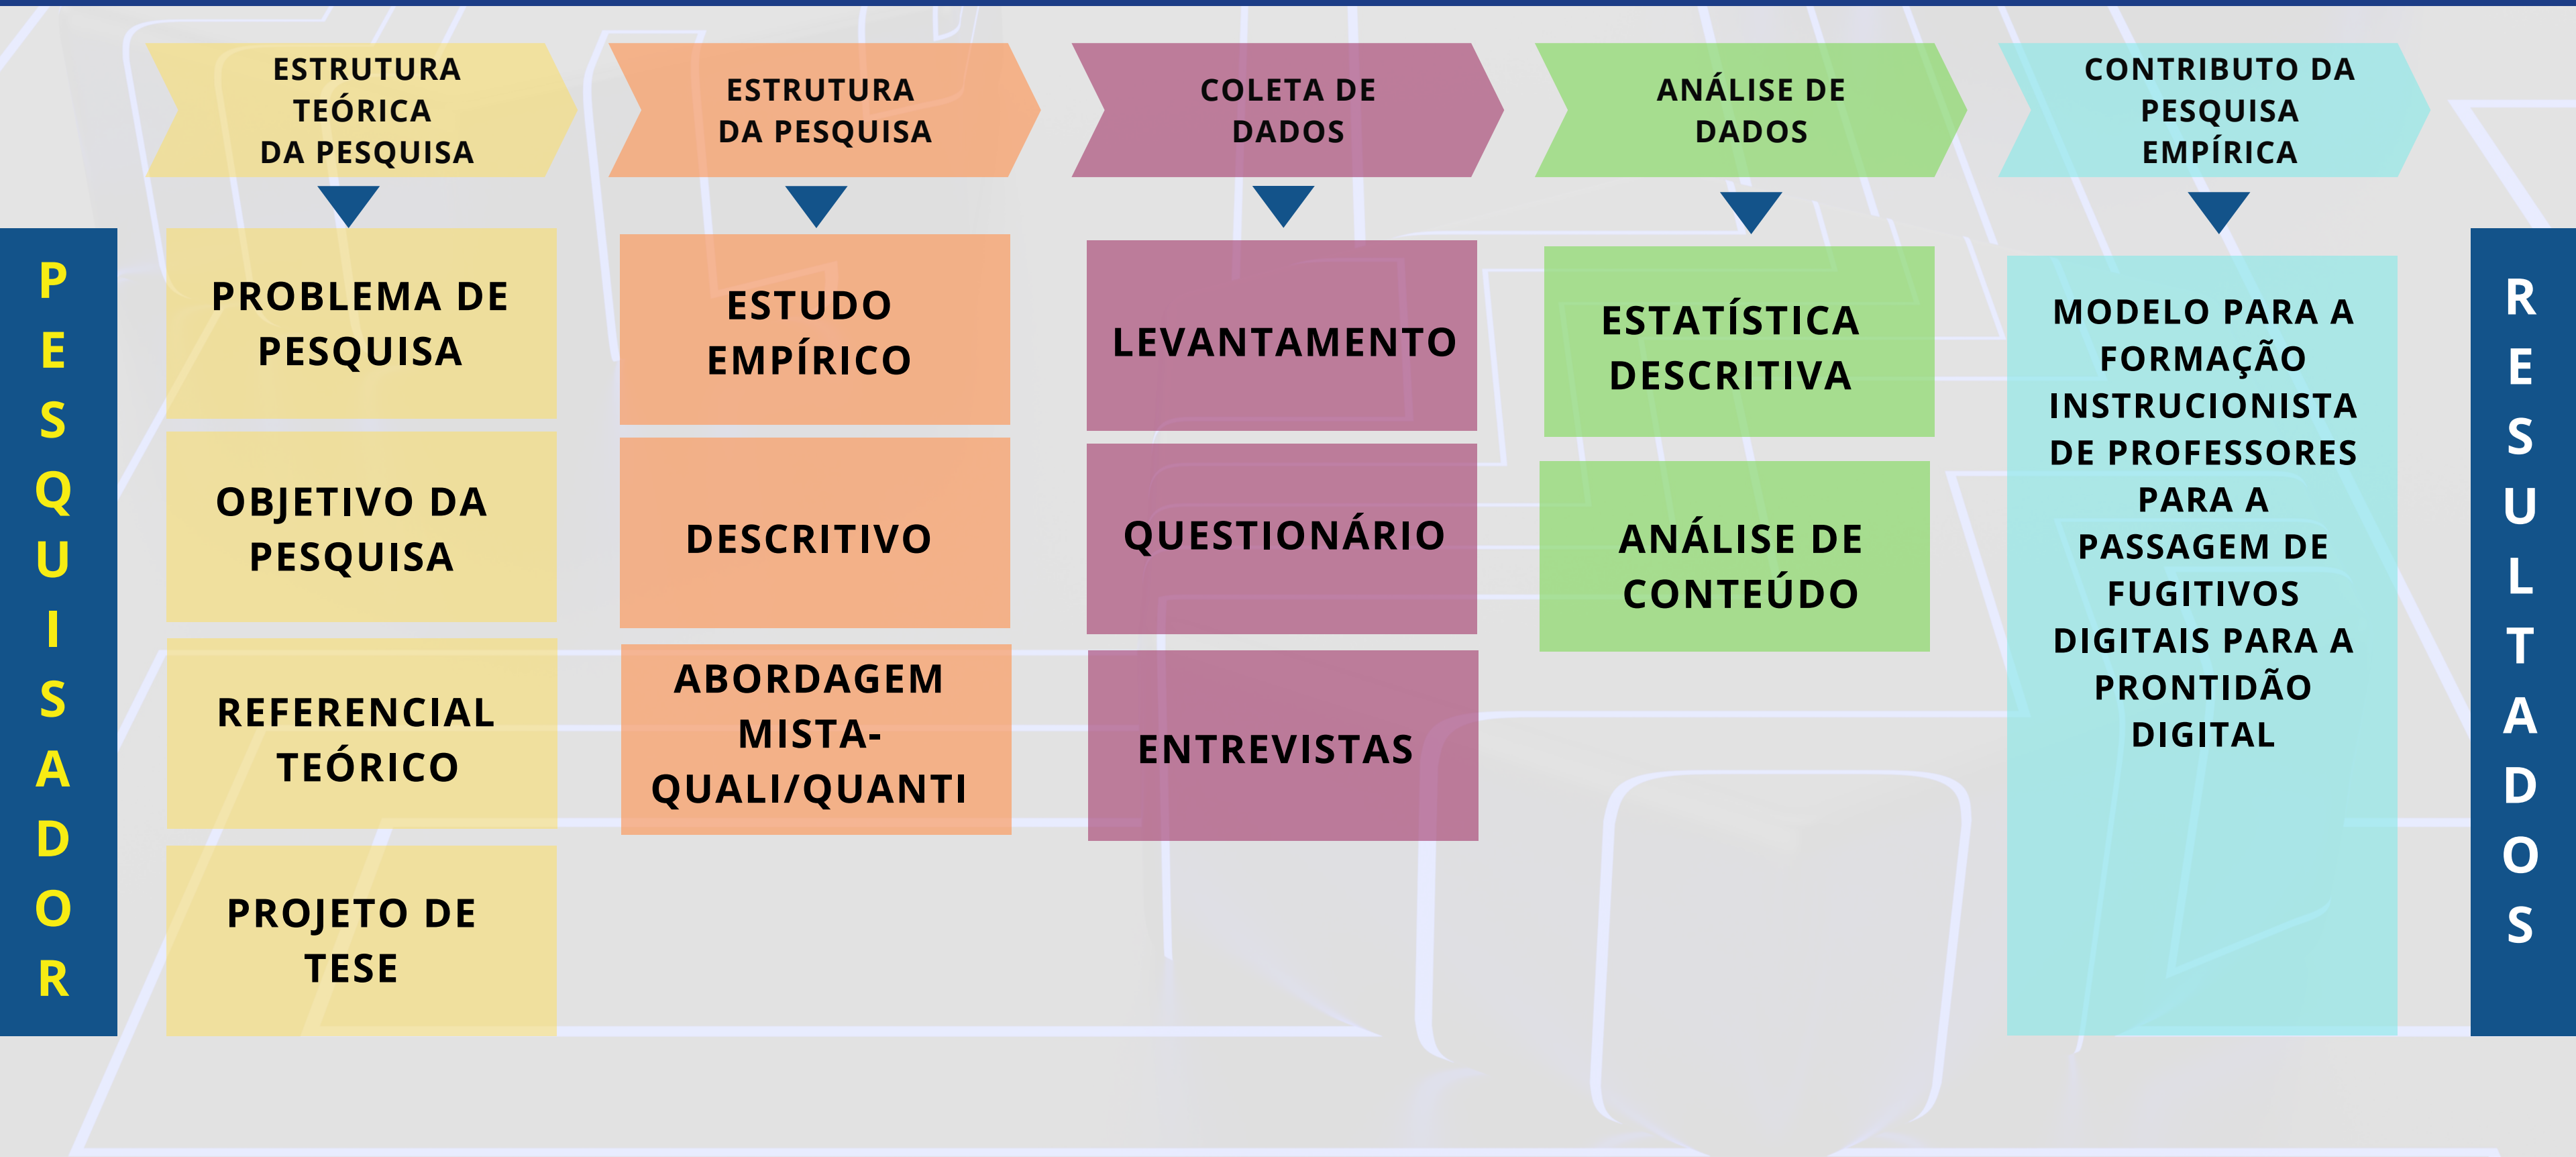 ESTRUTURA
TEÓRICA
DA PESQUISA
ESTRUTURA
DA PESQUISA
COLETA DE
DADOS
ANÁLISE DE
DADOS
CONTRIBUTO DA
PESQUISA
EMPÍRICA
PESQUISADOR
PROBLEMA DE
PESQUISA
OBJETIVO DA
PESQUISA
REFERENCIAL
TEÓRICO
PROJETO DE
TESE
ESTUDO
EMPÍRICO
DESCRITIVO
ABORDAGEM
MISTA-
QUALI/QUANTI
LEVANTAMENTO
QUESTIONÁRIO
ENTREVISTAS
ESTATÍSTICA
DESCRITIVA
ANÁLISE DE
CONTEÚDO
MODELO PARA A
FORMAÇÃO
INSTRUCIONISTA
DE PROFESSORES
PARA A
PASSAGEM DE
FUGITIVOS
DIGITAIS PARA A
PRONTIDÃO
DIGITAL
RESULTADOS